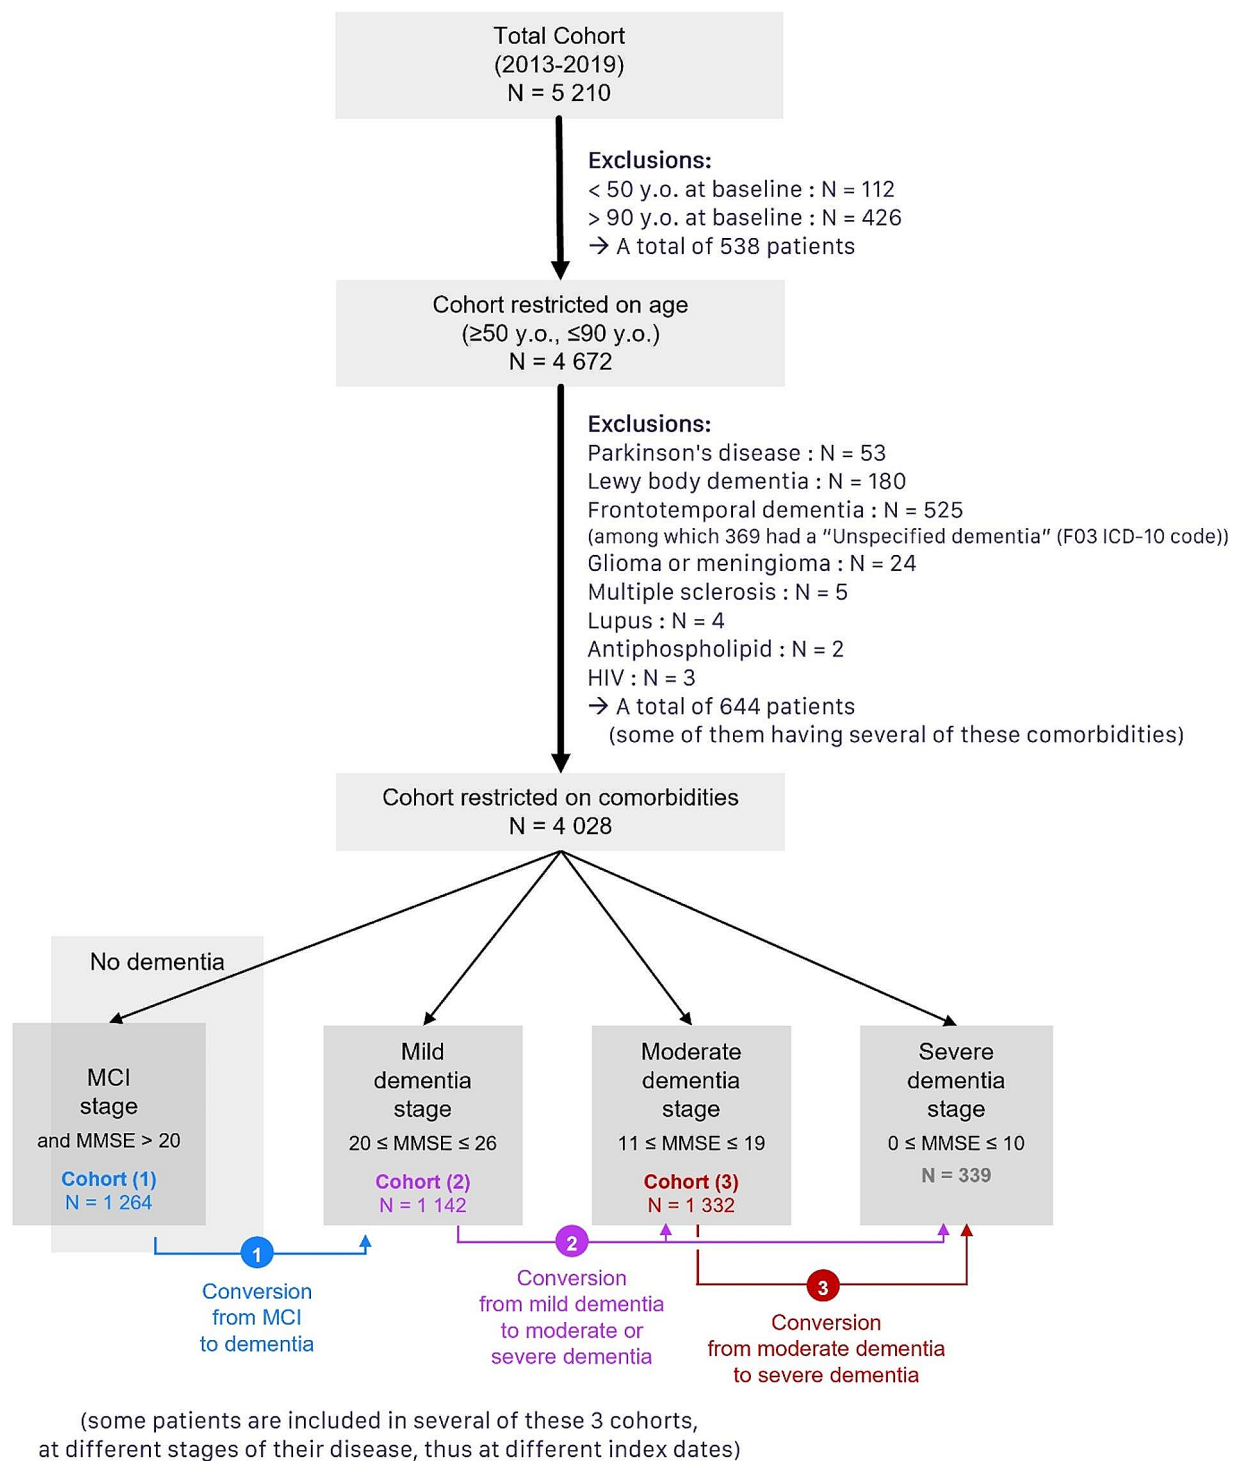 Total Cohort
(2013-2019)
N = 5 210
Exclusions:
< 50 y.o. at baseline : N = 112
> 90 y.o. at baseline : N = 426
→ A total of 538 patients
Cohort restricted on age
(≥50 y.o., ≤90 y.o.)
N = 4 672
Exclusions:
Parkinson's disease : N = 53
Lewy body dementia : N = 180
Frontotemporal dementia : N = 525
(among which 369 had a “Unspecified dementia” (F03 ICD-10 code))
Glioma or meningioma : N = 24
Multiple sclerosis : N = 5
Lupus : N = 4
Antiphospholipid : N = 2
HIV : N = 3
→ A total of 644 patients
(some of them having several of these comorbidities)
Cohort restricted on comorbidities
N = 4 028
No dementia
MCI
stage
and MMSE > 20
Cohort (1)
N = 1 264
Mild
dementia
stage
20 ≤ MMSE ≤ 26
Cohort (2)
N = 1 142
Moderate
dementia
stage
11 ≤ MMSE ≤ 19
Cohort (3)
N = 1 332
Severe
dementia
stage
0 ≤ MMSE ≤ 10
N = 339
1
Conversion
from MCI
to dementia
2
Conversion
from mild dementia
to moderate or
severe dementia
3
Conversion
from moderate dementia
to severe dementia
(some patients are included in several of these 3 cohorts,
at different stages of their disease, thus at different index dates)